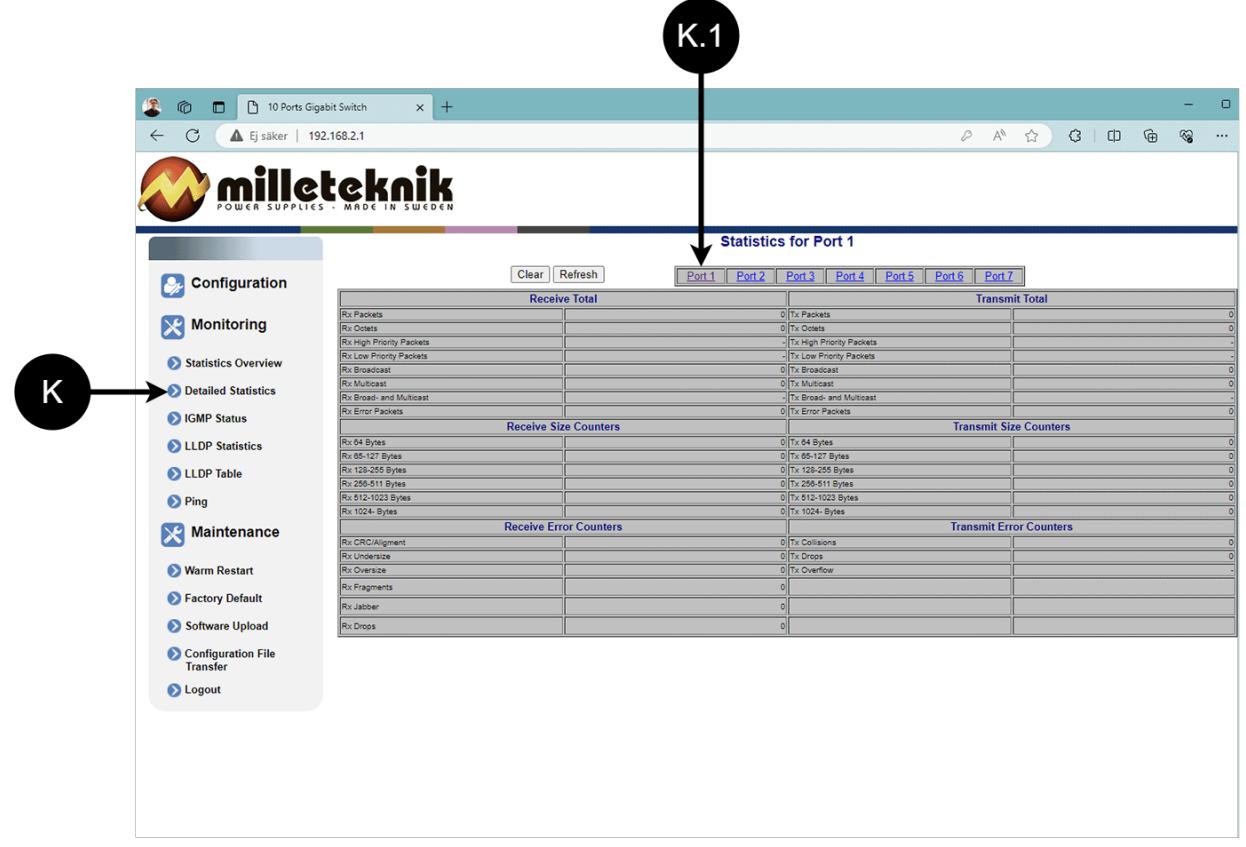 K.1
10 Ports Gigabit Switch
Ej säker | 192.168.2.1
milleteknik
POWER SUPPLIES - MADE IN SWEDEN
Statistics for Port 1
Clear Refresh Port 1 Port 2 Port 3 Port 4 Port 5 Port 6 Port 7
Configuration
Monitoring
Statistics Overview
K
Detailed Statistics
IGMP Status
LLDP Statistics
LLDP Table
Ping
Maintenance
Warm Restart
Factory Default
Software Upload
Configuration File
Transfer
Logout
Receive Total Transmit Total
Rx Packets 0 Tx Packets 0
Rx Octets 0 Tx Octets 0
Rx High Priority Packets - Tx High Priority Packets -
Rx Low Priority Packets - Tx Low Priority Packets -
Rx Broadcast 0 Tx Broadcast 0
Rx Multicast 0 Tx Multicast 0
Rx Broad- and Multicast - Tx Broad- and Multicast -
Rx Error Packets 0 Tx Error Packets 0
Receive Size Counters Transmit Size Counters
Rx 64 Bytes 0 Tx 64 Bytes 0
Rx 65-127 Bytes 0 Tx 65-127 Bytes 0
Rx 128-255 Bytes 0 Tx 128-255 Bytes 0
Rx 256-511 Bytes 0 Tx 256-511 Bytes 0
Rx 512-1023 Bytes 0 Tx 512-1023 Bytes 0
Rx 1024- Bytes 0 Tx 1024- Bytes 0
Receive Error Counters Transmit Error Counters
Rx CRC/Aligment 0 Tx Collisions 0
Rx Undersize 0 Tx Drops 0
Rx Oversize 0 Tx Overflow -
Rx Fragments 0
Rx Jabber 0
Rx Drops 0